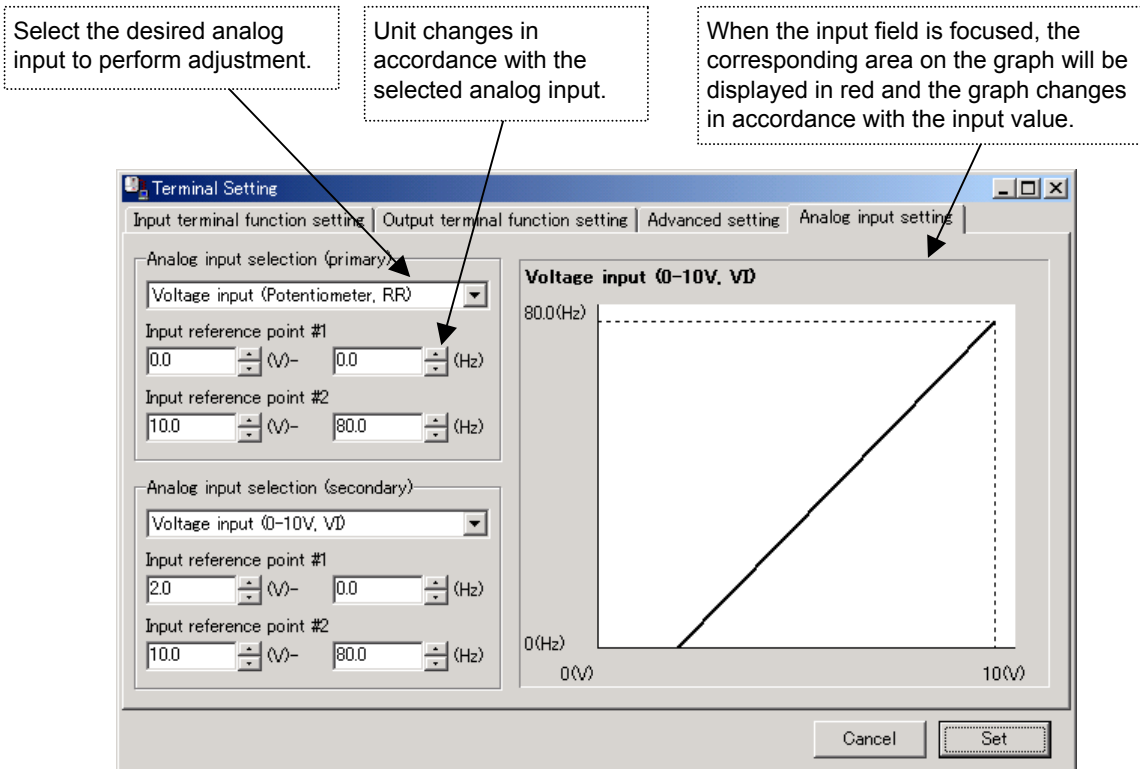 Select the desired analog
input to perform adjustment.
Unit changes in
accordance with the
selected analog input.
When the input field is focused, the
corresponding area on the graph will be
displayed in red and the graph changes
in accordance with the input value.
Terminal Setting
Input terminal function setting Output terminal function setting Advanced setting Analog input setting
Analog input selection (primary)
Voltage input (Potentiometer, RR)
Input reference point #1
0.0 (V)- 0.0 (Hz)
Input reference point #2
10.0 (V)- 80.0 (Hz)
Analog input selection (secondary)
Voltage input (0-10V, VI)
Input reference point #1
2.0 (V)- 0.0 (Hz)
Input reference point #2
10.0 (V)- 80.0 (Hz)
Voltage input (0-10V, VI)
80.0(Hz)
0(Hz)
0(V) 10(V)
Cancel Set